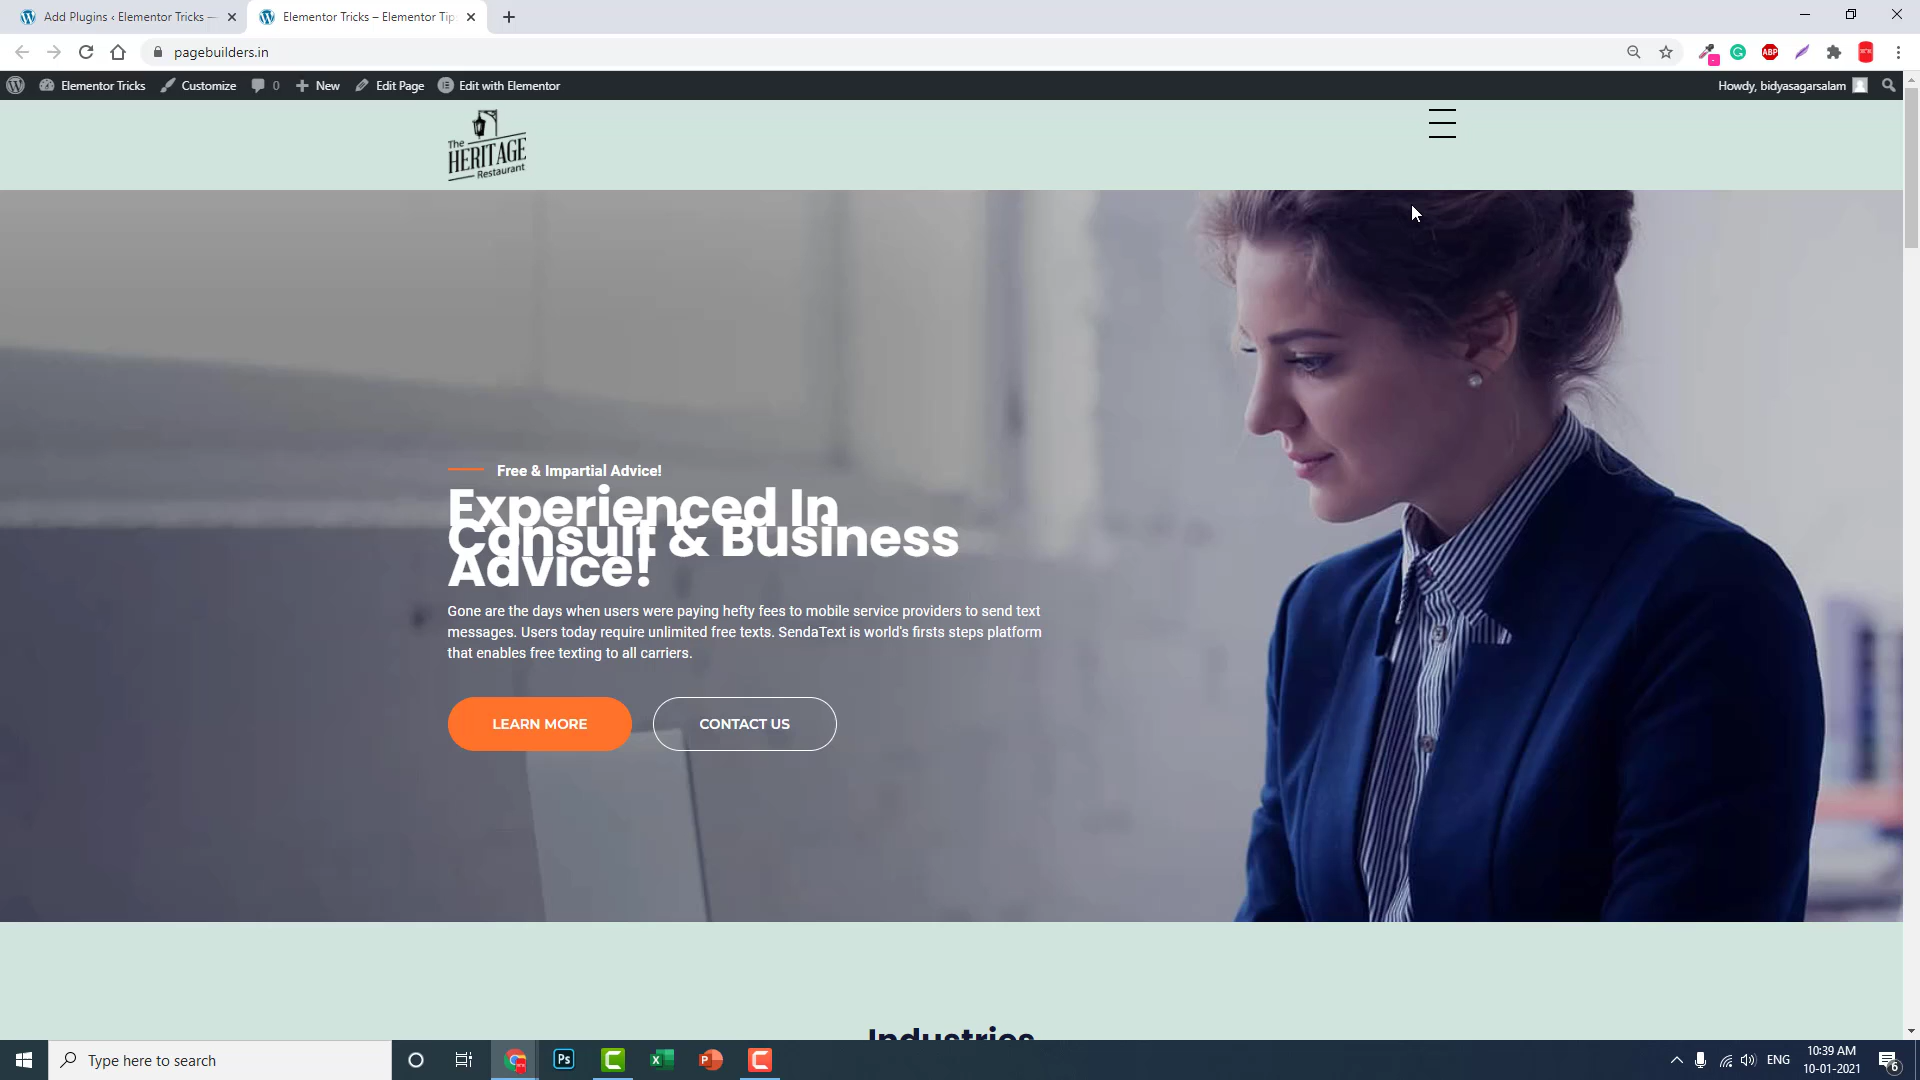 Add Plugins ‹ Elementor Tricks —
Elementor Tricks – Elementor Tip
pagebuilders.in
Elementor Tricks
Customize
0
New
Edit Page
Edit with Elementor
Howdy, bidyasagarsalam
The
HERITAGE
Restaurant
Free & Impartial Advice!
Experienced In
Consult & Business
Advice!
Gone are the days when users were paying hefty fees to mobile service providers to send text
messages. Users today require unlimited free texts. SendaText is world's firsts steps platform
that enables free texting to all carriers.
LEARN MORE
CONTACT US
Industries
Type here to search
ENG
10:39 AM
10-01-2021
6
ABP
Ps